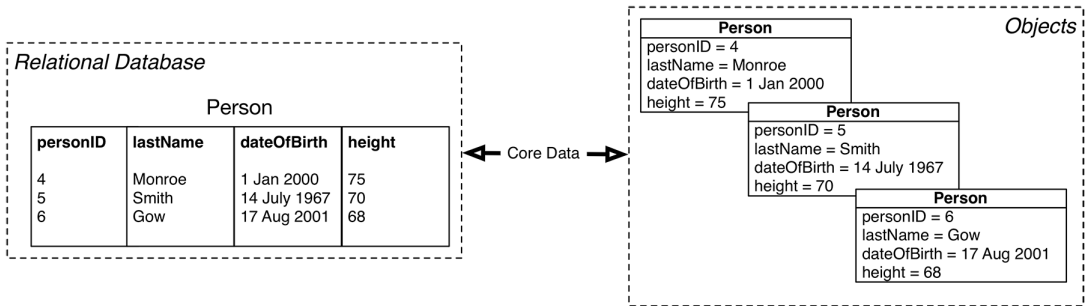 Relational Database
Person
personID lastName dateOfBirth height
4 Monroe 1 Jan 2000 75
5 Smith 14 July 1967 70
6 Gow 17 Aug 2001 68
Core Data
Objects
Person
personID = 4
lastName = Monroe
dateOfBirth = 1 Jan 2000
height = 75
Person
personID = 5
lastName = Smith
dateOfBirth = 14 July 1967
height = 70
Person
personID = 6
lastName = Gow
dateOfBirth = 17 Aug 2001
height = 68